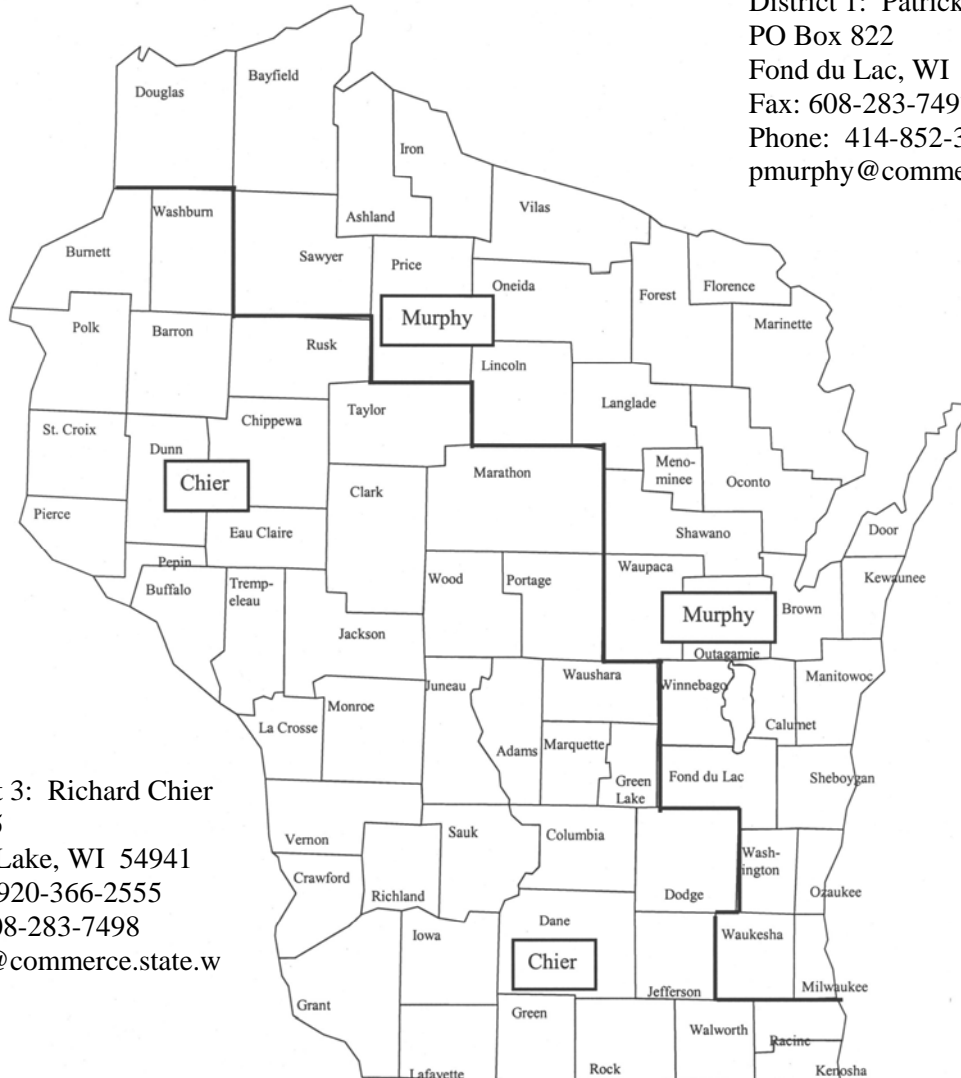 District 1: Patrick
PO Box 822
Fond du Lac, WI
Fax: 608-283-749
Phone: 414-852-3
pmurphy@comme
Douglas
Bayfield
Iron
Ashland
Vilas
Washburn
Burnett
Sawyer
Price
Oneida
Forest
Florence
Marinette
Murphy
Polk
Barron
Rusk
Lincoln
Langlade
Taylor
Chippewa
St. Croix
Dunn
Chier
Marathon
Meno-
minee
Oconto
Clark
Pierce
Eau Claire
Shawano
Door
Pepin
Buffalo
Tremp-
eleau
Wood
Portage
Waupaca
Kewaunee
Murphy
Brown
Jackson
Outagamie
Juneau
Waushara
Winnebago
Manitowoc
Monroe
La Crosse
Calumet
Adams
Marquette
Green
Lake
Fond du Lac
Sheboygan
t 3: Richard Chier
Lake, WI 54941
920-366-2555
08-283-7498
@commerce.state.w
Vernon
Sauk
Columbia
Wash-
ington
Crawford
Richland
Dodge
Ozaukee
Iowa
Dane
Waukesha
Chier
Jefferson
Milwaukee
Grant
Green
Walworth
Racine
Lafayette
Rock
Kenosha